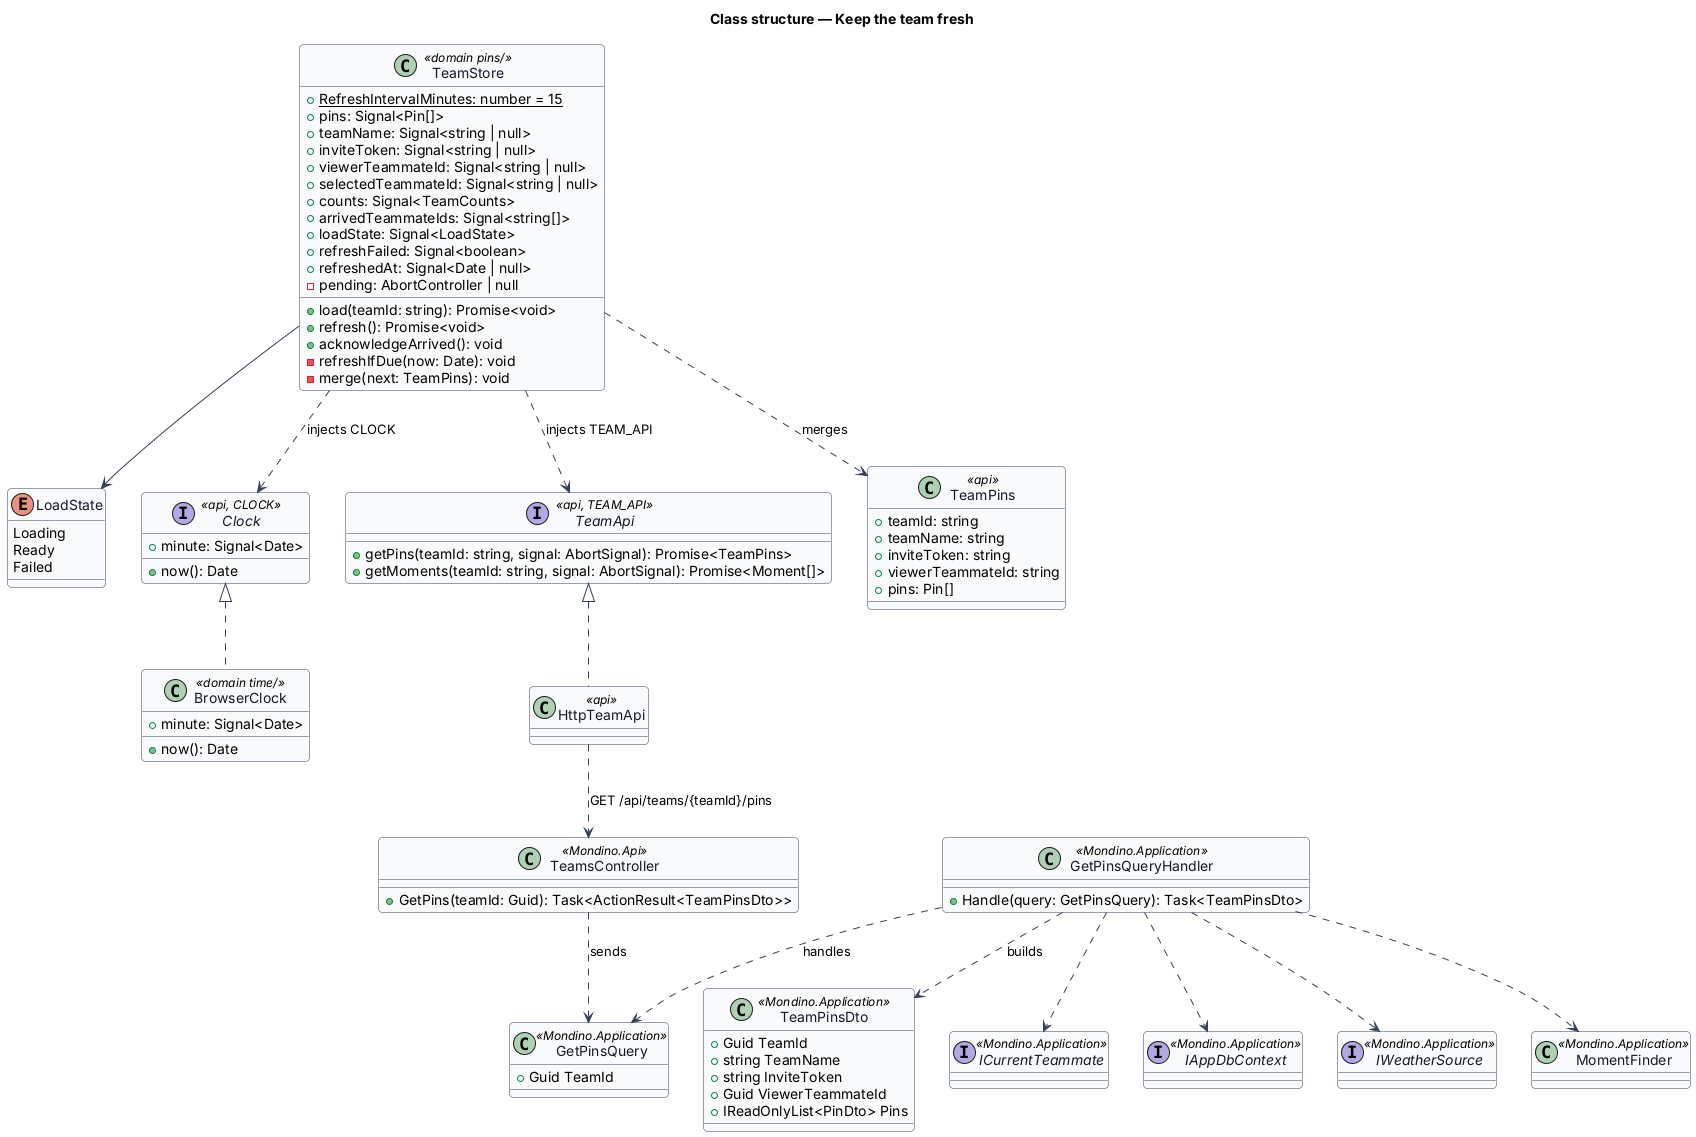 Class structure — Keep the team fresh
C
«domain pins/»
TeamStore
RefreshIntervalMinutes: number = 15
pins: Signal<Pin[]>
teamName: Signal<string | null>
inviteToken: Signal<string | null>
viewerTeammateId: Signal<string | null>
selectedTeammateId: Signal<string | null>
counts: Signal<TeamCounts>
arrivedTeammateIds: Signal<string[]>
loadState: Signal<LoadState>
refreshFailed: Signal<boolean>
refreshedAt: Signal<Date | null>
pending: AbortController | null
load(teamId: string): Promise<void>
refresh(): Promise<void>
acknowledgeArrived(): void
refreshIfDue(now: Date): void
merge(next: TeamPins): void
injects CLOCK
injects TEAM_API
merges
E LoadState
Loading
Ready
Failed
I
«api, CLOCK»
Clock
minute: Signal<Date>
now(): Date
I
«api, TEAM_API»
TeamApi
getPins(teamId: string, signal: AbortSignal): Promise<TeamPins>
getMoments(teamId: string, signal: AbortSignal): Promise<Moment[]>
C
«api»
TeamPins
teamId: string
teamName: string
inviteToken: string
viewerTeammateId: string
pins: Pin[]
C
«domain time/»
BrowserClock
minute: Signal<Date>
now(): Date
C
«api»
HttpTeamApi
GET /api/teams/{teamId}/pins
C
«Mondino.Api»
TeamsController
GetPins(teamId: Guid): Task<ActionResult<TeamPinsDto>>
C
«Mondino.Application»
GetPinsQueryHandler
Handle(query: GetPinsQuery): Task<TeamPinsDto>
sends
handles
builds
C
«Mondino.Application»
GetPinsQuery
Guid TeamId
C
«Mondino.Application»
TeamPinsDto
Guid TeamId
string TeamName
string InviteToken
Guid ViewerTeammateId
IReadOnlyList<PinDto> Pins
I
«Mondino.Application»
ICurrentTeammate
I
«Mondino.Application»
IAppDbContext
I
«Mondino.Application»
IWeatherSource
C
«Mondino.Application»
MomentFinder